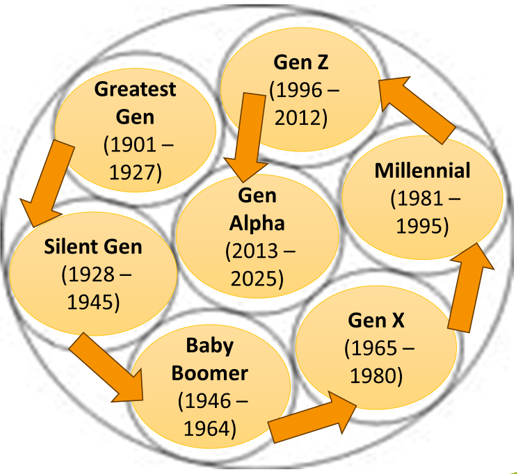 Greatest
Gen
(1901 –
1927)
Silent Gen
(1928 –
1945)
Baby
Boomer
(1946 –
1964)
Gen X
(1965 –
1980)
Millennial
(1981 –
1995)
Gen Z
(1996 –
2012)
Gen
Alpha
(2013 –
2025)